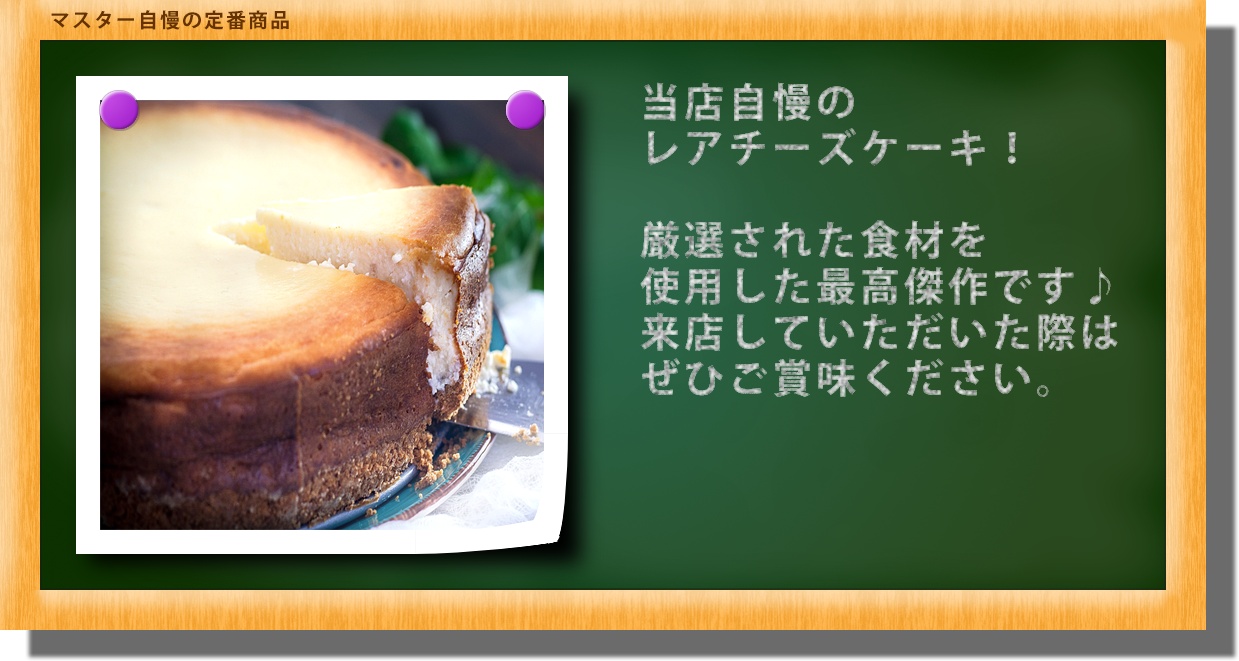 マスター自慢の定番商品
当店自慢の
レアチーズケーキ！
厳選された食材を
使用した最高傑作です♪
来店していただいた際は
ぜひご賞味ください。